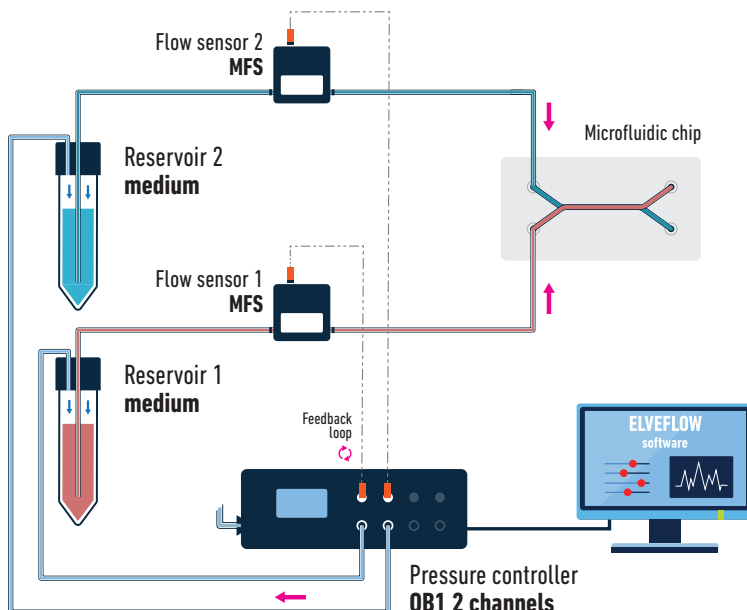 Flow sensor 2
MFS
Microfluidic chip
Reservoir 2
medium
Flow sensor 1
MFS
Reservoir 1
medium
Feedback
loop
ELVEFLOW
software
Pressure controller
OB1 2 channels